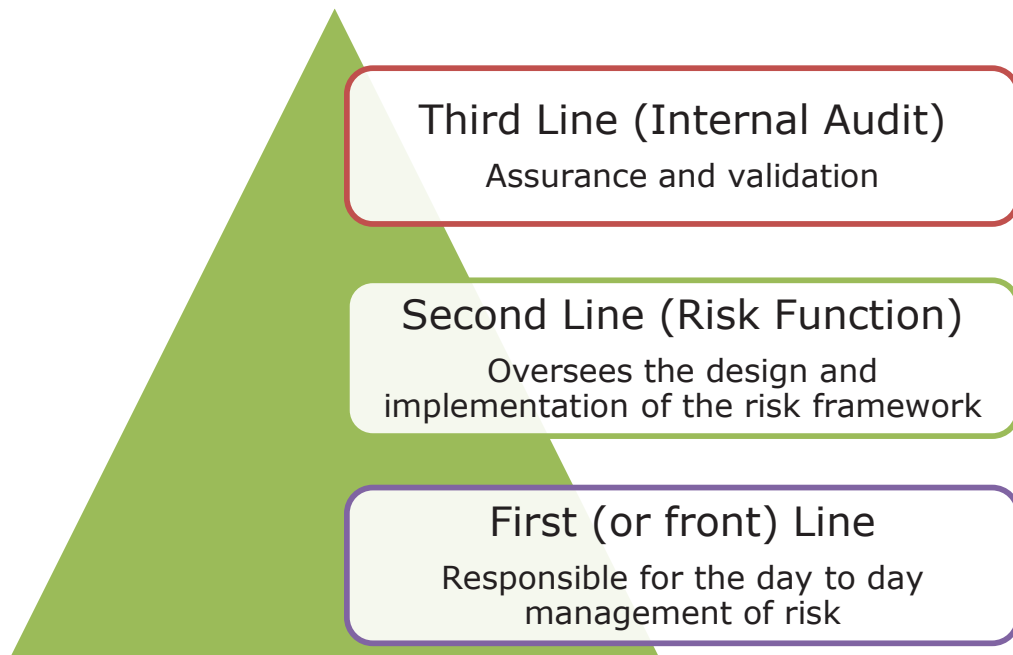 Third Line (Internal Audit)
Assurance and validation
Second Line (Risk Function)
Oversees the design and
implementation of the risk framework
First (or front) Line
Responsible for the day to day
management of risk